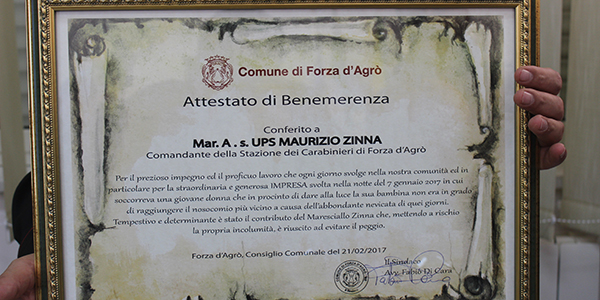 Comune di Forza d'Agrò
Attestato di Benemerenza
Conferito a
Mar. A . s. UPS MAURIZIO ZINNA
Comandante della Stazione dei Carabinieri di Forza d'Agrò
Per il prezioso impegno ed il proficuo lavoro che ogni giorno svolge nella nostra comunità ed in
particolare per la straordinaria e generosa IMPRESA svolta nella notte del 7 gennaio 2017 in cui
soccorreva una giovane donna che in procinto di dare alla luce la sua bambina non era in grado
di raggiungere il nosocomio più vicino a causa dell'abbondante nevicata di quei giorni.
Tempestivo e determinante è stato il contributo del Maresciallo Zinna che, mettendo a rischio
la propria incolumità, è riuscito ad evitare il peggio.
Forza d'Agrò, Consiglio Comunale del 21/02/2017
Il Sindaco
Avv. Fabio Di Cara